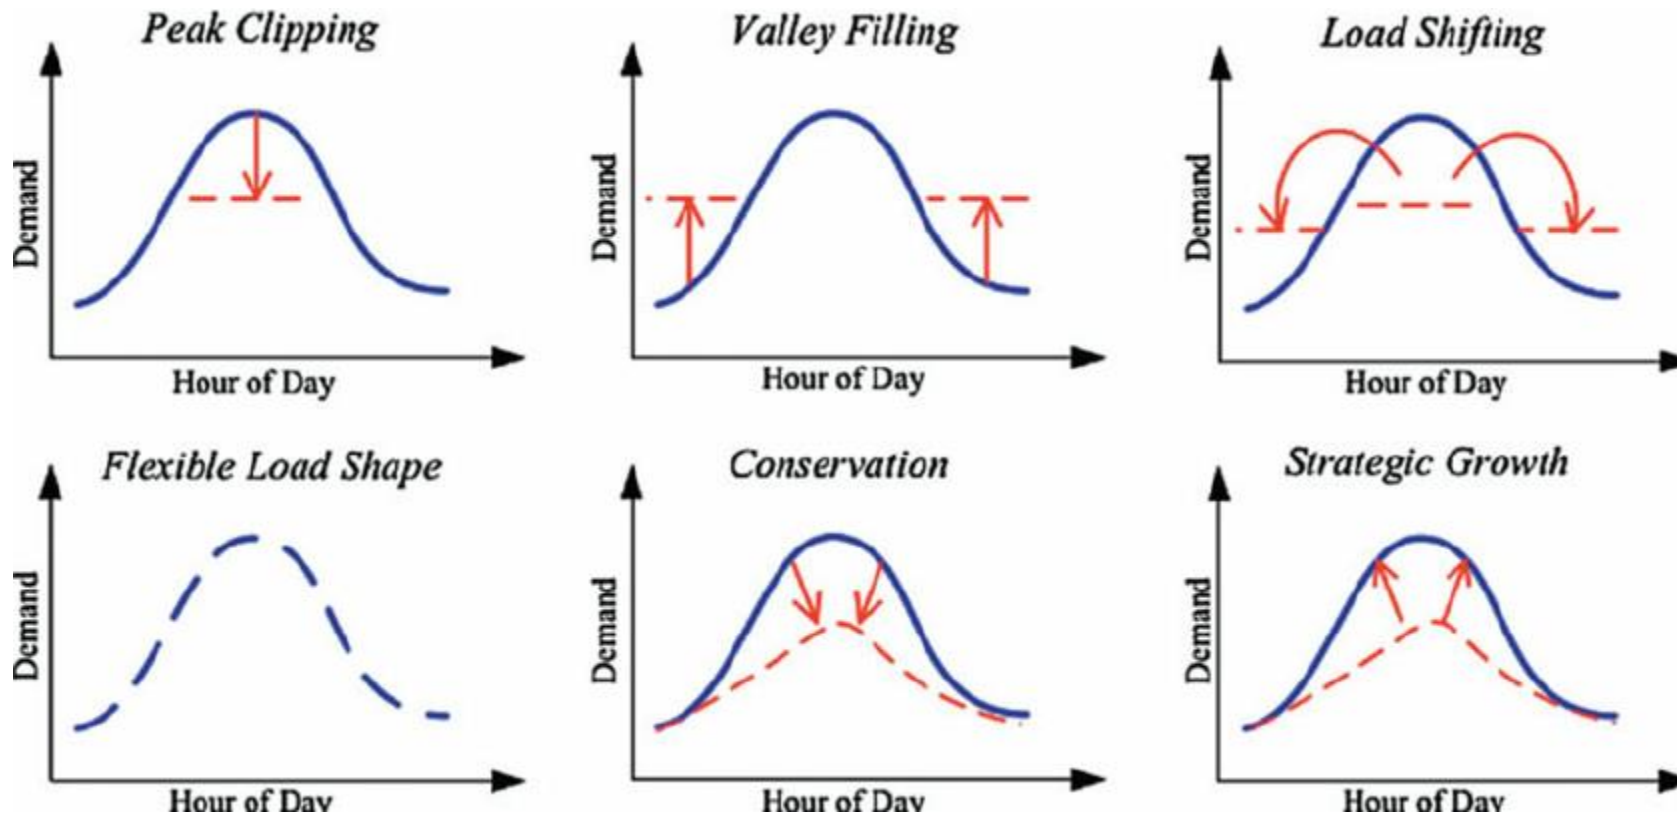 Peak Clipping
Demand
Hour of Day
Valley Filling
Demand
Hour of Day
Load Shifting
Demand
Hour of Day
Flexible Load Shape
Demand
Hour of Day
Conservation
Demand
Hour of Day
Strategic Growth
Demand
Hour of Day